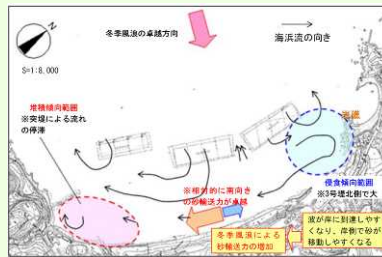 冬季風浪の卓越方向
海浜流の向き
S=1:8,000
堆積傾向範囲
※突堤による流れ
の停滞
岩礁
侵食傾向範囲
※3号堤北側で大
※相対的に南向き
の砂輸送力が卓越
冬季風浪による
砂輸送力の増加
波が岸に到達しやす
くなり、岸側で砂が
移動しやすくなる